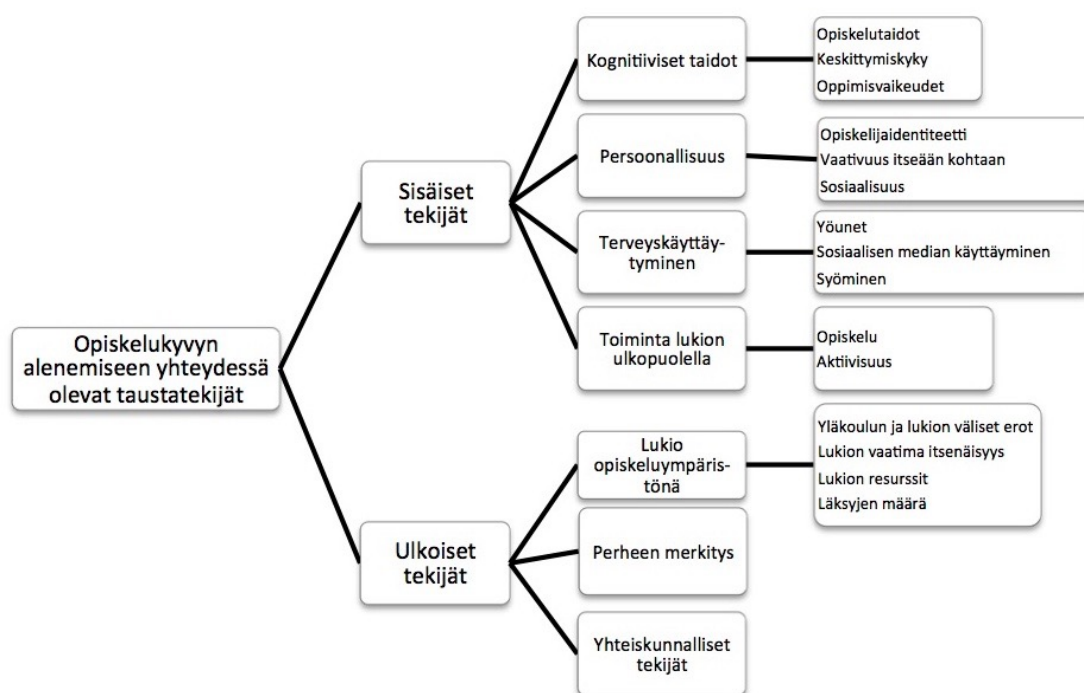 Opiskelukyvyn
alenemiseen yhteydessä
olevat taustatekijät
Sisäiset
tekijät
Kognitiiviset taidot
Opiskelutaidot
Keskittymiskyky
Oppimisvaikeudet
Persoonallisuus
Opiskelijaidentiteetti
Vaativuus itseään kohtaan
Sosiaalisuus
Terveyskäyttäy-
tyminen
Yöunet
Sosiaalisen median käyttäyminen
Syöminen
Toiminta lukion
ulkopuolella
Opiskelu
Aktiivisuus
Ulkoiset
tekijät
Lukio
opiskeluympäris-
tönä
Yläkoulun ja lukion väliset erot
Lukion vaatima itsenäisyys
Lukion resurssit
Läksyjen määrä
Perheen merkitys
Yhteiskunnalliset
tekijät